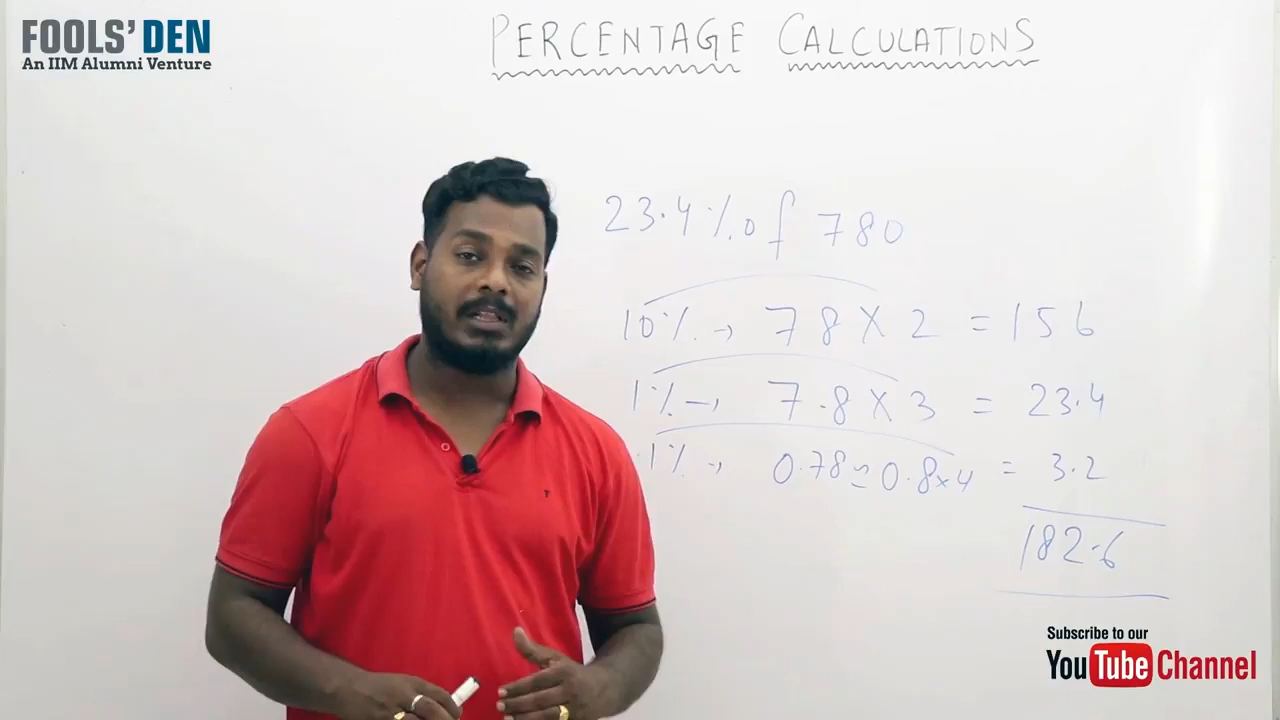 FOOLS' DEN
An IIM Alumni Venture
PERCENTAGE CALCULATIONS
23.4% of 780
10% → 78 X 2 = 156
1% → 7.8 X 3 = 23.4
.1% → 0.78 ≃ 0.8 x 4 = 3.2
182.6
Subscribe to our
YouTube Channel